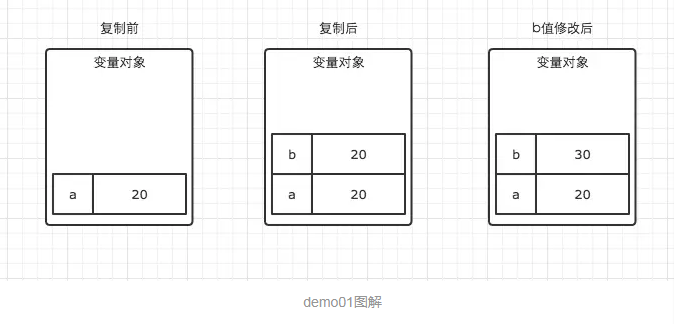 复制前 复制后 b值修改后
变量对象 变量对象 变量对象
b 20 b 30
a 20 a 20 a 20
demo01图解